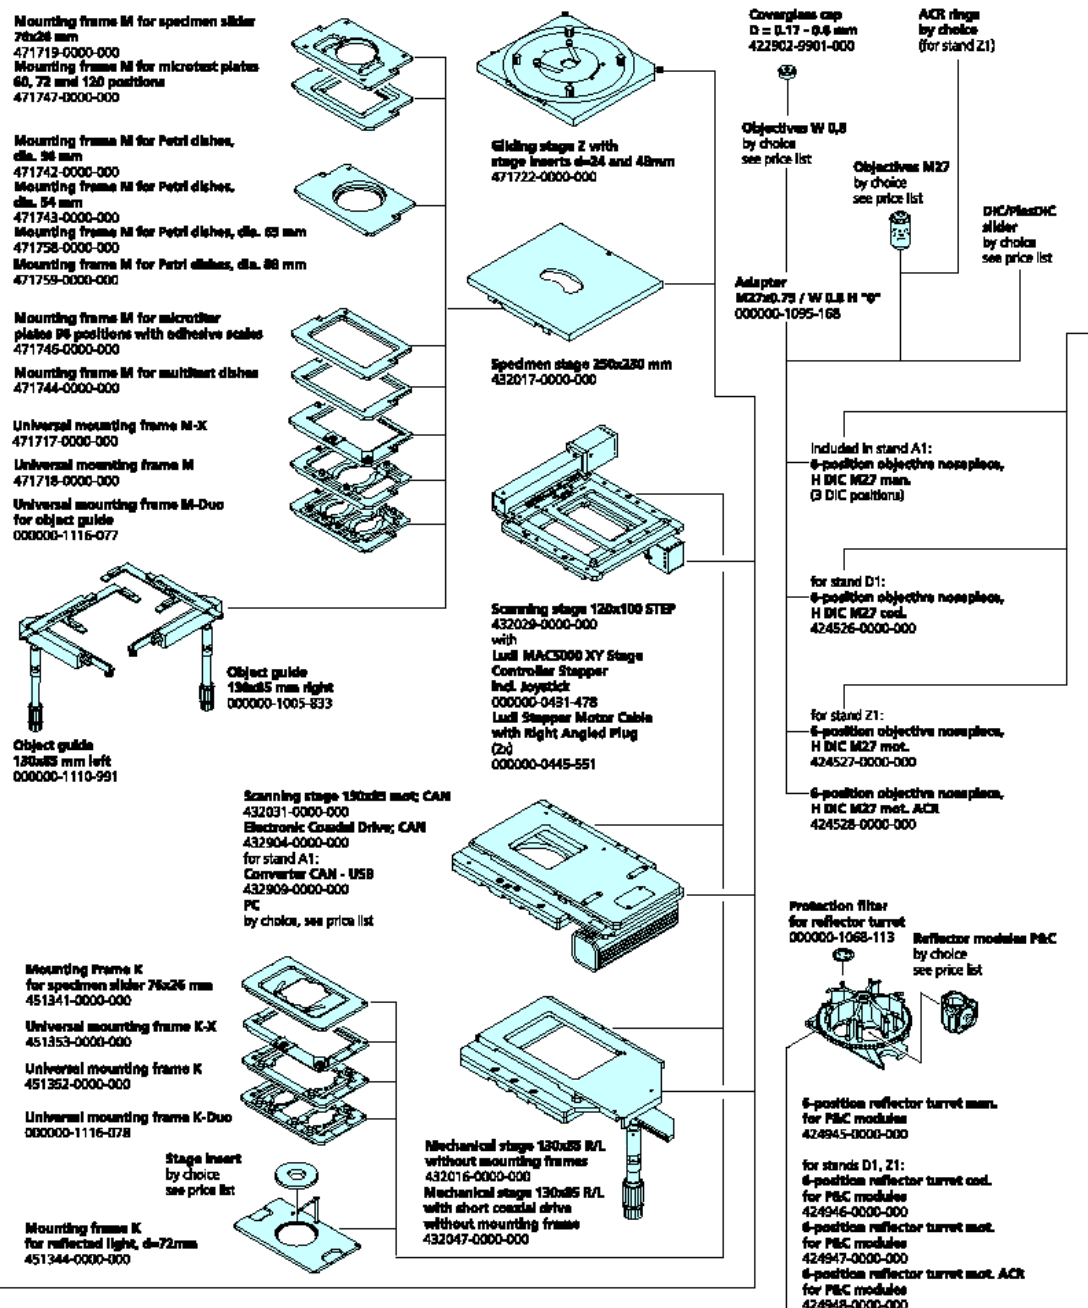 Mounting frame M for specimen slider
76x26 mm
471719-0000-000
Mounting frame M for microtest plates
60, 72 and 120 positions
471747-0000-000
Mounting frame M for Petri dishes,
dia. 36 mm
471742-0000-000
Mounting frame M for Petri dishes,
dia. 54 mm
471743-0000-000
Mounting frame M for Petri dishes, dia. 65 mm
471758-0000-000
Mounting frame M for Petri dishes, dia. 88 mm
471759-0000-000
Mounting frame M for microtiter
plates 96 positions with adhesive scales
471746-0000-000
Mounting frame M for multitest dishes
471744-0000-000
Universal mounting frame M-X
471717-0000-000
Universal mounting frame M
471718-0000-000
Universal mounting frame M-Duo
for object guide
000000-1116-077
Object guide
130x85 mm right
000000-1005-833
Object guide
130x85 mm left
000000-1110-991
Gliding stage Z with
stage inserts d=24 and 48mm
471722-0000-000
Specimen stage 250x230 mm
432017-0000-000
Scanning stage 120x100 STEP
432029-0000-000
with
Ludl MAC5000 XY Stage
Controller Stepper
incl. Joystick
000000-0431-478
Ludl Stepper Motor Cable
with Right Angled Plug
(2x)
000000-0445-551
Scanning stage 130x85 mot; CAN
432031-0000-000
Electronic Coaxial Drive; CAN
432904-0000-000
for stand A1:
Converter CAN - USB
432909-0000-000
PC
by choice, see price list
Mounting Frame K
for specimen slider 76x26 mm
451341-0000-000
Universal mounting frame K-X
451353-0000-000
Universal mounting frame K
451352-0000-000
Universal mounting frame K-Duo
000000-1116-078
Stage insert
by choice
see price list
Mounting frame K
for reflected light, d=72mm
451344-0000-000
Mechanical stage 130x85 R/L
without mounting frames
432016-0000-000
Mechanical stage 130x85 R/L
with short coaxial drive
without mounting frame
432047-0000-000
Coverglass cap
D = 0.17 - 0.6 mm
422902-9901-000
ACR rings
by choice
(for stand Z1)
Objectives W 0,8
by choice
see price list
Objectives M27
by choice
see price list
DIC/PlasDIC
slider
by choice
see price list
Adapter
M27x0.75 / W 0.8 H "0"
000000-1095-168
included in stand A1:
6-position objective nosepiece,
H DIC M27 man.
(3 DIC positions)
for stand D1:
6-position objective nosepiece,
H DIC M27 cod.
424526-0000-000
for stand Z1:
6-position objective nosepiece,
H DIC M27 mot.
424527-0000-000
6-position objective nosepiece,
H DIC M27 mot. ACR
424528-0000-000
Protection filter
for reflector turret
000000-1068-113
Reflector modules P&C
by choice
see price list
6-position reflector turret man.
for P&C modules
424945-0000-000
for stands D1, Z1:
6-position reflector turret cod.
for P&C modules
424946-0000-000
6-position reflector turret mot.
for P&C modules
424947-0000-000
6-position reflector turret mot. ACR
for P&C modules
424948-0000-000